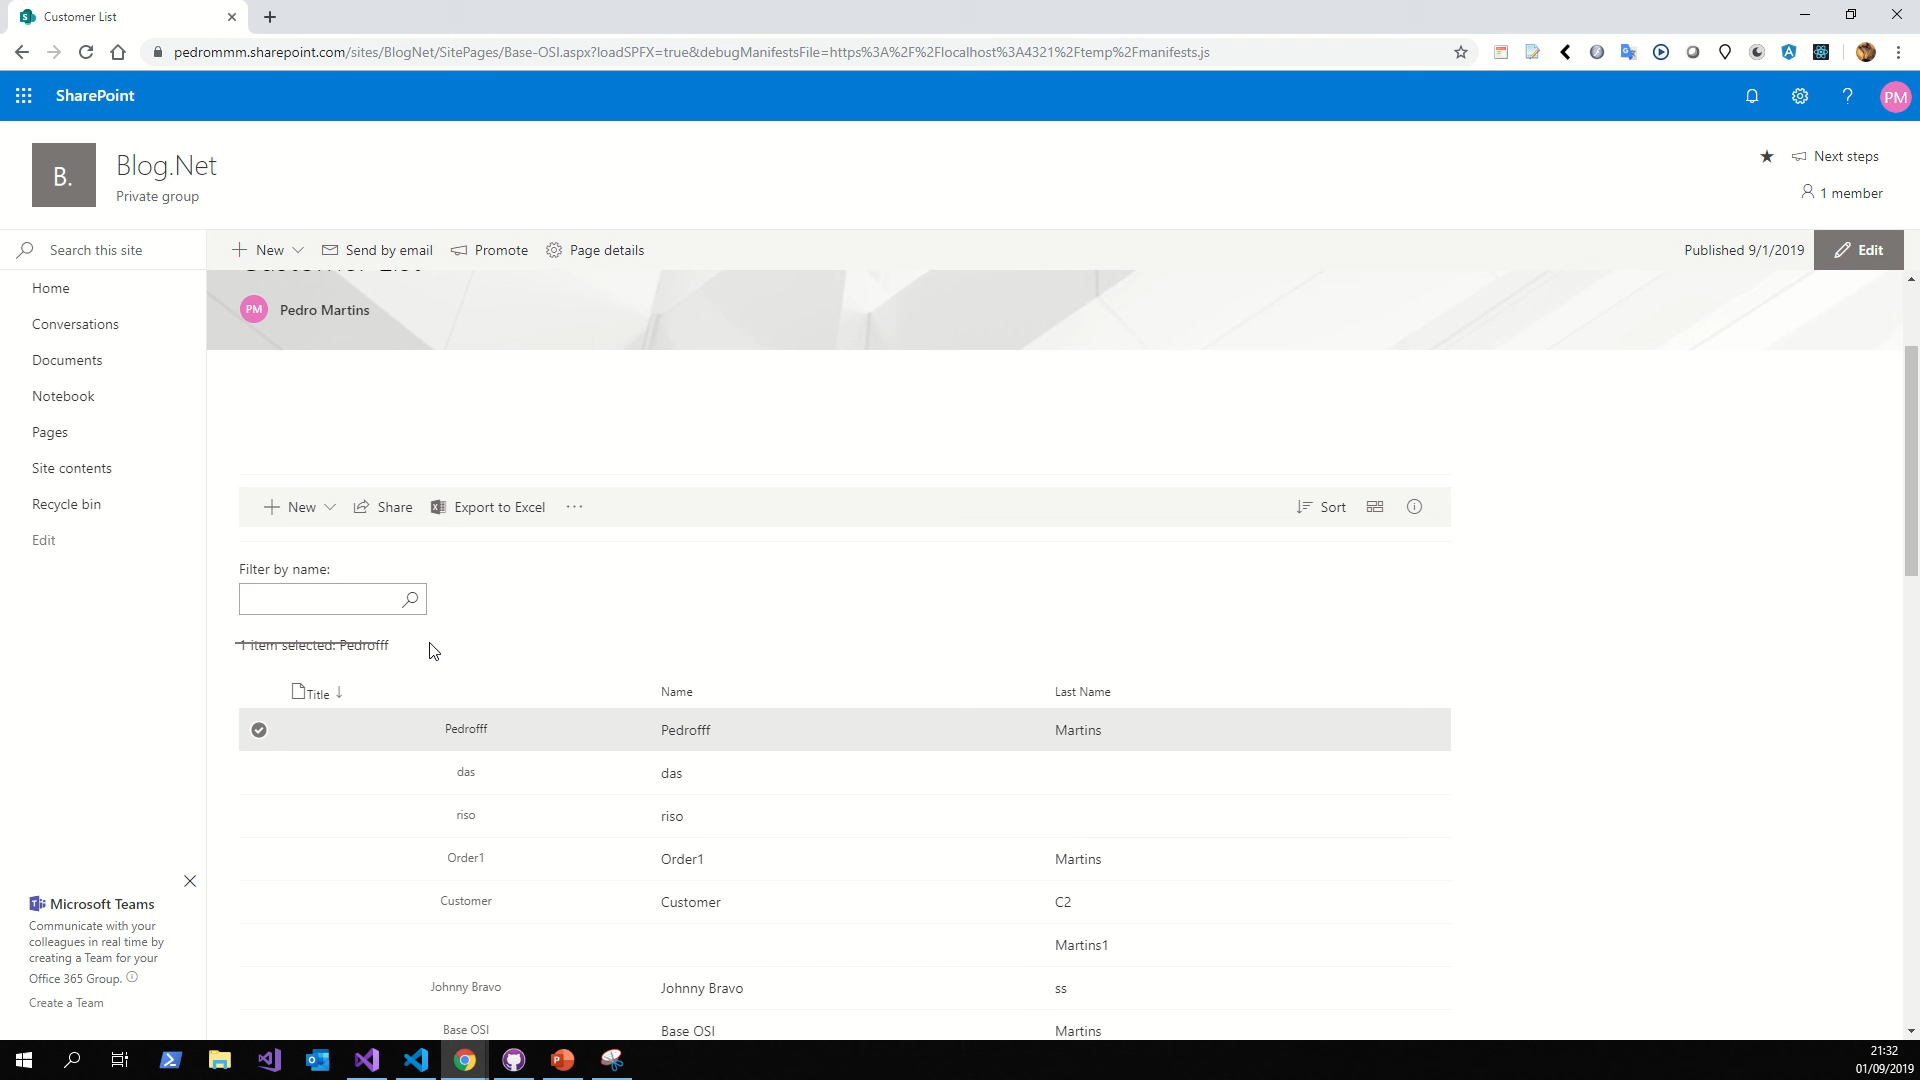 Customer List
pedrommm.sharepoint.com/sites/BlogNet/SitePages/Base-OSI.aspx?loadSPFX=true&debugManifestsFile=https%3A%2F%2Flocalhost%3A4321%2Ftemp%2Fmanifests.js
SharePoint
PM
B.
Blog.Net
Private group
Next steps
1 member
Search this site
New
Send by email
Promote
Page details
Published 9/1/2019
Edit
Customer List
PM
Pedro Martins
Home
Conversations
Documents
Notebook
Pages
Site contents
Recycle bin
Edit
New
Share
Export to Excel
Sort
Filter by name:
1 item selected: Pedrofff
Title ↓ Name Last Name
Pedrofff Pedrofff Martins
das das
riso riso
Order1 Order1 Martins
Customer Customer C2
Martins1
Johnny Bravo Johnny Bravo ss
Base OSI Base OSI Martins
Microsoft Teams
Communicate with your
colleagues in real time by
creating a Team for your
Office 365 Group.
Create a Team
21:32
01/09/2019